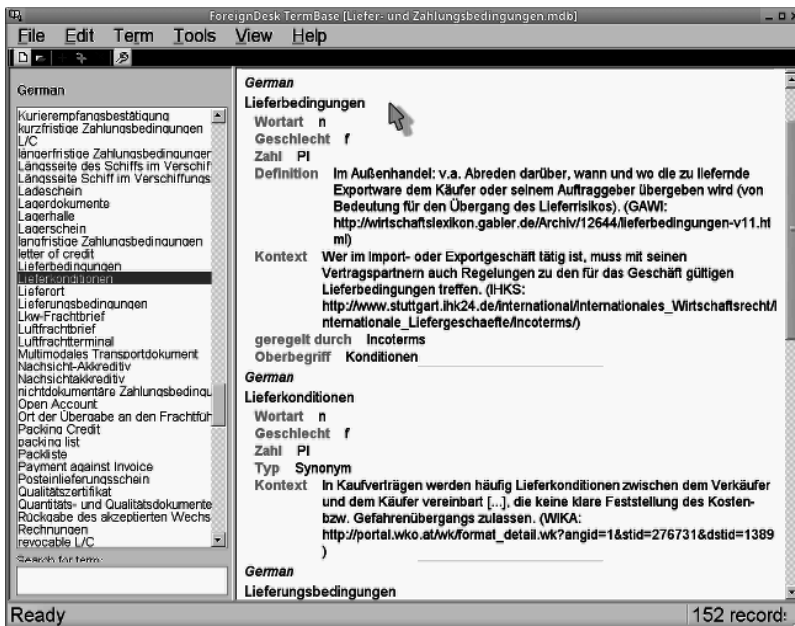 ForeignDesk TermBase [Liefer- und Zahlungsbedingungen.mdb]
File Edit Term Tools View Help
German
Kurierempfangsbestätigung
kurzfristige Zahlungsbedingungen
L/C
längerfristige Zahlungsbedingunger
Längsseite des Schiffs im Verschif
Längsseite Schiff im Verschiffungs
Ladeschein
Lagerdokumente
Lagerhalle
Lagerschein
langfristige Zahlungsbedingungen
letter of credit
Lieferbedingungen
Lieferkonditionen
Lieferort
Lieferungsbedingungen
Lkw-Frachtbrief
Luftfrachtbrief
Luftfrachtterminal
Multimodales Transportdokument
Nachsicht-Akkreditiv
Nachsichtakkreditiv
nichtdokumentäre Zahlungsbedingu
Open Account
Ort der Übergabe an den Frachtfüh
Packing Credit
packing list
Packliste
Payment against Invoice
Posteinlieferungsschein
Qualitätszertifikat
Quantitäts- und Qualitätsdokumente
Rückgabe des akzeptierten Wechs
Rechnungen
revocable L/C
Search for term:
German
Lieferbedingungen
Wortart n
Geschlecht f
Zahl Pl
Definition Im Außenhandel: v.a. Abreden darüber, wann und wo die zu liefernde
Exportware dem Käufer oder seinem Auftraggeber übergeben wird (von
Bedeutung für den Übergang des Lieferrisikos). (GAWI:
http://wirtschaftslexikon.gabler.de/Archiv/12644/lieferbedingungen-v11.ht
ml)
Kontext Wer im Import- oder Exportgeschäft tätig ist, muss mit seinen
Vertragspartnern auch Regelungen zu den für das Geschäft gültigen
Lieferbedingungen treffen. (IHKS:
http://www.stuttgart.ihk24.de/international/Internationales_Wirtschaftsrecht/I
nternationale_Liefergeschaefte/Incoterms/)
geregelt durch Incoterms
Oberbegriff Konditionen
German
Lieferkonditionen
Wortart n
Geschlecht f
Zahl Pl
Typ Synonym
Kontext In Kaufverträgen werden häufig Lieferkonditionen zwischen dem Verkäufer
und dem Käufer vereinbart [...], die keine klare Feststellung des Kosten-
bzw. Gefahrenübergangs zulassen. (WIKA:
http://portal.wko.at/wk/format_detail.wk?angid=1&stid=276731&dstid=1389
)
German
Lieferungsbedingungen
Ready
152 records